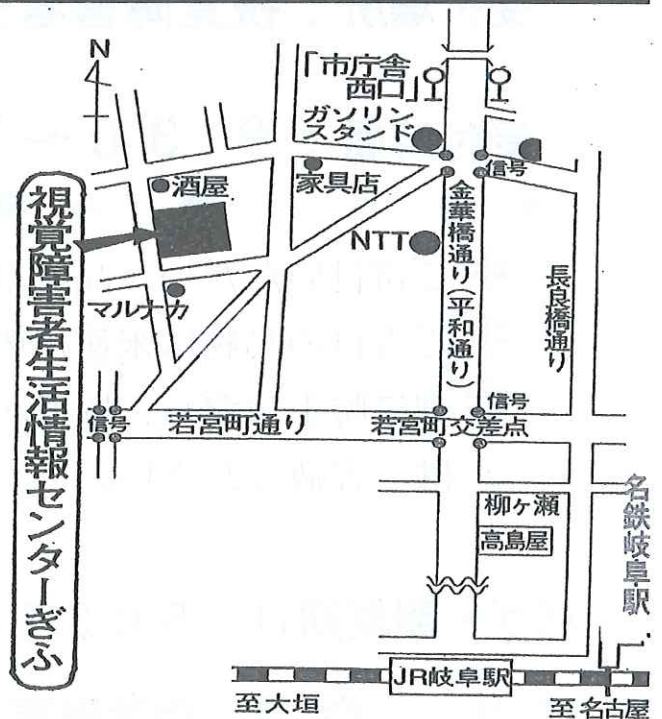 N
「市庁舎
西口」
ガソリン
スタンド
信号
酒屋
家具店
視覚障害者生活情報センターぎふ
NTT
金華橋通り(平和通り)
長良橋通り
マルナカ
信号
信号
若宮町通り
若宮町交差点
柳ヶ瀬
高島屋
名鉄岐阜駅
JR岐阜駅
至大垣
至名古屋